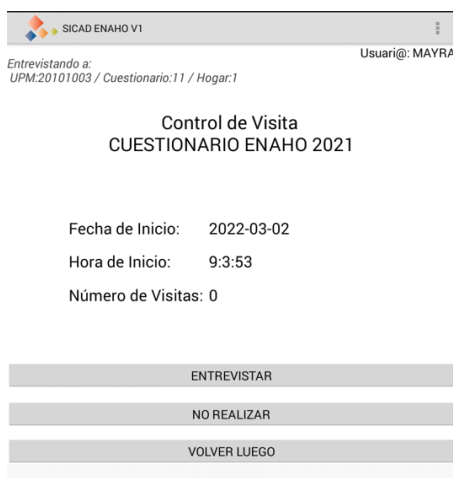 SICAD ENAHO V1
Usuari@: MAYRA
Entrevistando a:
UPM:20101003 / Cuestionario:11 / Hogar:1
Control de Visita
CUESTIONARIO ENAHO 2021
Fecha de Inicio: 2022-03-02
Hora de Inicio: 9:3:53
Número de Visitas: 0
ENTREVISTAR
NO REALIZAR
VOLVER LUEGO